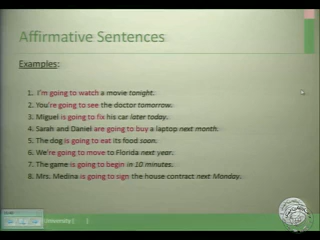 Affirmative Sentences
Examples:
1. I'm going to watch a movie tonight.
2. You're going to see the doctor tomorrow.
3. Miguel is going to fix his car later today.
4. Sarah and Daniel are going to buy a laptop next month.
5. The dog is going to eat its food soon.
6. We're going to move to Florida next year.
7. The game is going to begin in 10 minutes.
8. Mrs. Medina is going to sign the house contract next Monday.
University |